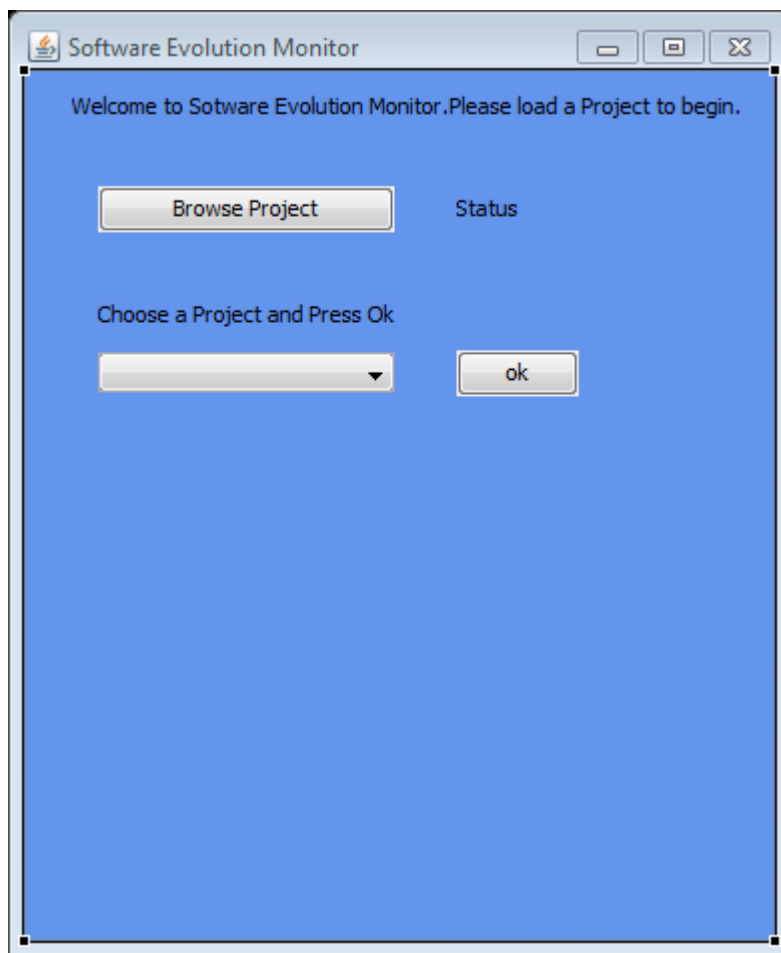 Software Evolution Monitor
Welcome to Sotware Evolution Monitor.Please load a Project to begin.
Browse Project
Status
Choose a Project and Press Ok
ok